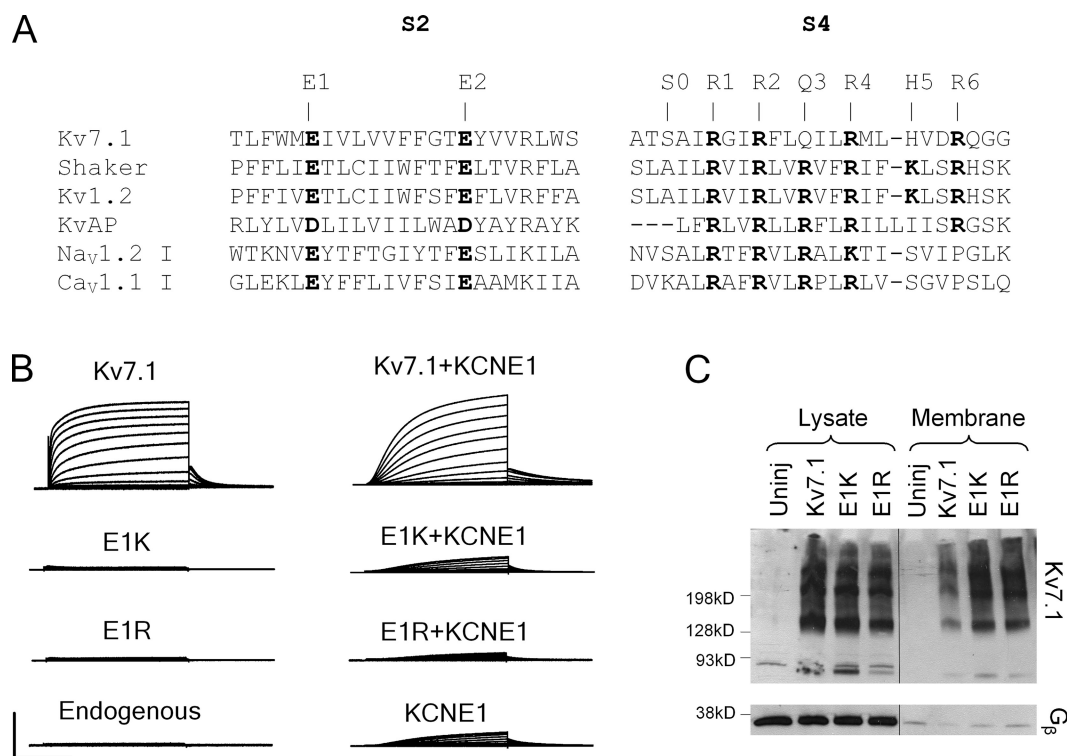 A
S2 S4
E1 E2 S0 R1 R2 Q3 R4 H5 R6
Kv7.1 TLFWMEIVLVVFFGTEYVVRLWS ATSAIRGIRFLQILRML-HVDRQGG
Shaker PFFLIETLCIIWFTFELTVRFLA SLAILRVIRLVRVFRIF-KLSRHSK
Kv1.2 PFFIVETLCIIWFSFEFLVRFFA SLAILRVIRLVRVFRIF-KLSRHSK
KvAP RLYLVDLILVIILWADYAYRAYK ---LFRLVRLLRFLRILLIISRGSK
NaV1.2 I WTKNVEYTFTGIYTFESLIKILA NVSALRTFRVLRALKTI-SVIPGLK
CaV1.1 I GLEKLEYFFLIVFSIEAAMKIIA DVKALRAFRVLRPLRLV-SGVPSLQ
B
Kv7.1 Kv7.1+KCNE1
E1K E1K+KCNE1
E1R E1R+KCNE1
Endogenous KCNE1
C
Lysate Membrane
Uninj Kv7.1 E1K E1R Uninj Kv7.1 E1K E1R
198kD
128kD
93kD
Kv7.1
38kD
Gβ